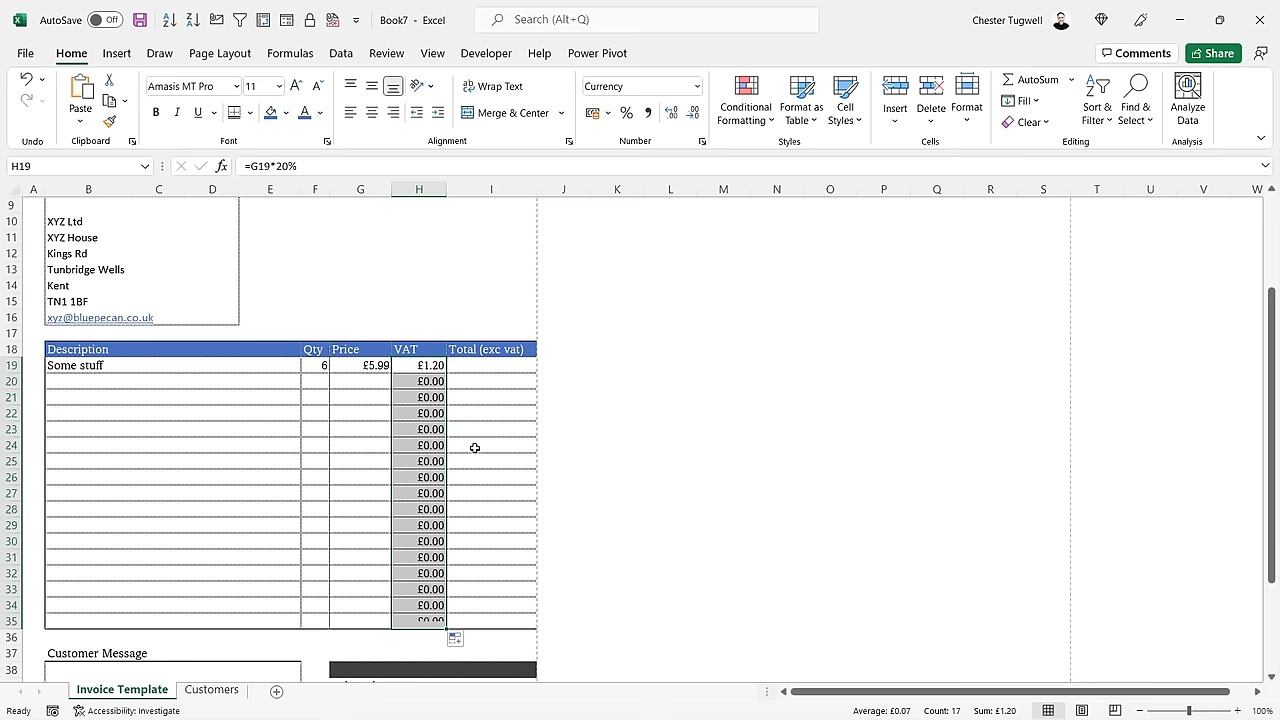 AutoSave Off Book7 - Excel Search (Alt+Q) Chester Tugwell
File Home Insert Draw Page Layout Formulas Data Review View Developer Help Power Pivot Comments Share
Paste Amasis MT Pro 11 Wrap Text Currency Conditional Formatting Format as Table Cell Styles Insert Delete Format AutoSum Fill Clear Sort & Filter Find & Select Analyze Data
B I U Merge & Center % ,
Undo Clipboard Font Alignment Number Styles Cells Editing Analysis
H19 fx =G19*20%
A B C D E F G H I J K L M N O P Q R S T U V W
9
10 XYZ Ltd
11 XYZ House
12 Kings Rd
13 Tunbridge Wells
14 Kent
15 TN1 1BF
16 xyz@bluepecan.co.uk
17
18 Description Qty Price VAT Total (exc vat)
19 Some stuff 6 £5.99 £1.20
20 £0.00
21 £0.00
22 £0.00
23 £0.00
24 £0.00
25 £0.00
26 £0.00
27 £0.00
28 £0.00
29 £0.00
30 £0.00
31 £0.00
32 £0.00
33 £0.00
34 £0.00
35 £0.00
36
37 Customer Message
38
Invoice Template Customers
Ready Accessibility: Investigate Average: £0.07 Count: 17 Sum: £1.20 100%